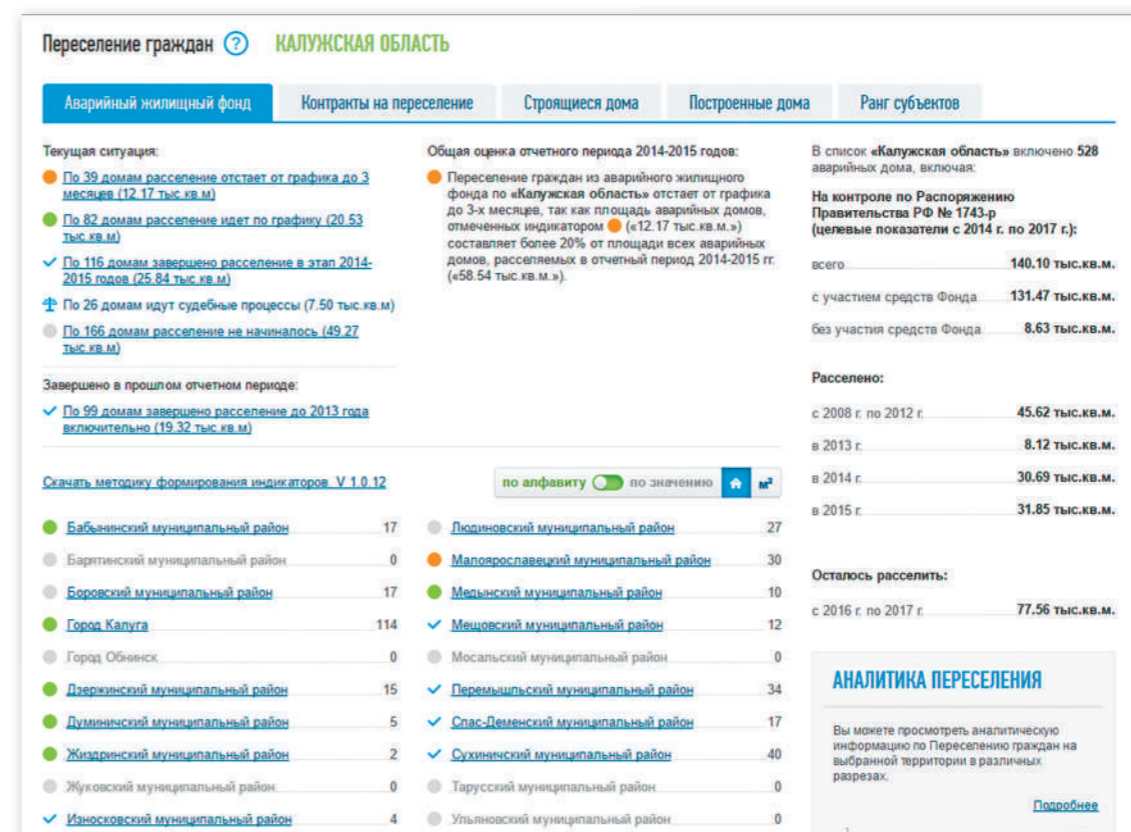 Переселение граждан ? КАЛУЖСКАЯ ОБЛАСТЬ
Аварийный жилищный фонд Контракты на переселение Строящиеся дома Построенные дома Ранг субъектов
Текущая ситуация:
По 39 домам расселение отстает от графика до 3
месяцев (12.17 тыс.кв.м)
По 82 домам расселение идет по графику (20.53
тыс.кв.м)
По 116 домам завершено расселение в этап 2014-
2015 годов (25.84 тыс.кв.м)
По 26 домам идут судебные процессы (7.50 тыс.кв.м)
По 166 домам расселение не начиналось (49.27
тыс.кв.м)
Завершено в прошлом отчетном периоде:
По 99 домам завершено расселение до 2013 года
включительно (19.32 тыс.кв.м)
Общая оценка отчетного периода 2014-2015 годов:
Переселение граждан из аварийного жилищного
фонда по «Калужская область» отстает от графика
до 3-х месяцев, так как площадь аварийных домов,
отмеченных индикатором («12.17 тыс.кв.м.»)
составляет более 20% от площади всех аварийных
домов, расселяемых в отчетный период 2014-2015 гг.
(«58.54 тыс.кв.м.»).
В список «Калужская область» включено 528
аварийных дома, включая:
На контроле по Распоряжению
Правительства РФ № 1743-р
(целевые показатели с 2014 г. по 2017 г.):
всего 140.10 тыс.кв.м.
с участием средств Фонда 131.47 тыс.кв.м.
без участия средств Фонда 8.63 тыс.кв.м.
Расселено:
с 2008 г. по 2012 г. 45.62 тыс.кв.м.
в 2013 г. 8.12 тыс.кв.м.
в 2014 г. 30.69 тыс.кв.м.
в 2015 г. 31.85 тыс.кв.м.
Осталось расселить:
с 2016 г. по 2017 г. 77.56 тыс.кв.м.
Скачать методику формирования индикаторов V 1.0.12
по алфавиту по значению м²
Бабынинский муниципальный район 17
Барятинский муниципальный район 0
Боровский муниципальный район 17
Город Калуга 114
Город Обнинск 0
Дзержинский муниципальный район 15
Думиничский муниципальный район 5
Жиздринский муниципальный район 2
Жуковский муниципальный район 0
Износковский муниципальный район 4
Людиновский муниципальный район 27
Малоярославецкий муниципальный район 30
Медынский муниципальный район 10
Мещовский муниципальный район 12
Мосальский муниципальный район 0
Перемышльский муниципальный район 34
Спас-Деменский муниципальный район 17
Сухиничский муниципальный район 40
Тарусский муниципальный район 0
Ульяновский муниципальный район 0
АНАЛИТИКА ПЕРЕСЕЛЕНИЯ
Вы можете просмотреть аналитическую
информацию по Переселению граждан на
выбранной территории в различных
разрезах.
Подробнее